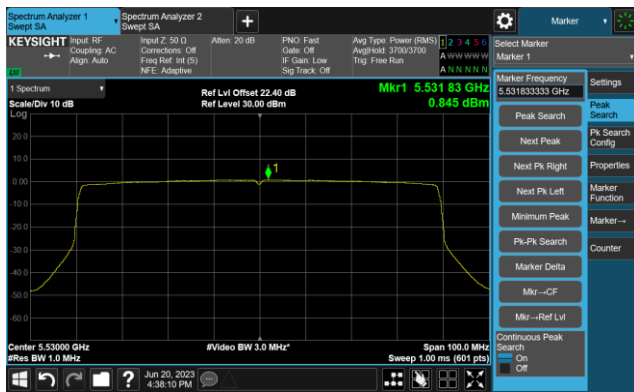 Spectrum Analyzer 1
Swept SA
Spectrum Analyzer 2
Swept SA
+
Marker
KEYSIGHT
Input: RF
Coupling: AC
Align: Auto
Input Z: 50 Ω
Corrections: Off
Freq Ref: Int (S)
NFE: Adaptive
Atten: 20 dB
PNO: Fast
Gate: Off
IF Gain: Low
Sig Track: Off
Avg Type: Power (RMS)
Avg|Hold: 3700/3700
Trig: Free Run
1 2 3 4 5 6
A W W W W W
A N N N N N
Select Marker
Marker 1
1 Spectrum
Scale/Div 10 dB
Log
Ref Lvl Offset 22.40 dB
Ref Level 30.00 dBm
Mkr1 5.531 83 GHz
0.845 dBm
20.0
10.0
0.00
-10.0
-20.0
-30.0
-40.0
-50.0
-60.0
1
Center 5.53000 GHz
#Res BW 1.0 MHz
#Video BW 3.0 MHz*
Span 100.0 MHz
Sweep 1.00 ms (601 pts)
Marker Frequency
5.531833333 GHz
Peak Search
Next Peak
Next Pk Right
Next Pk Left
Minimum Peak
Pk-Pk Search
Marker Delta
Mkr→CF
Mkr→Ref Lvl
Continuous Peak
Search
On
Off
Settings
Peak
Search
Pk Search
Config
Properties
Marker
Function
Marker→
Counter
?
Jun 20, 2023
4:38:10 PM